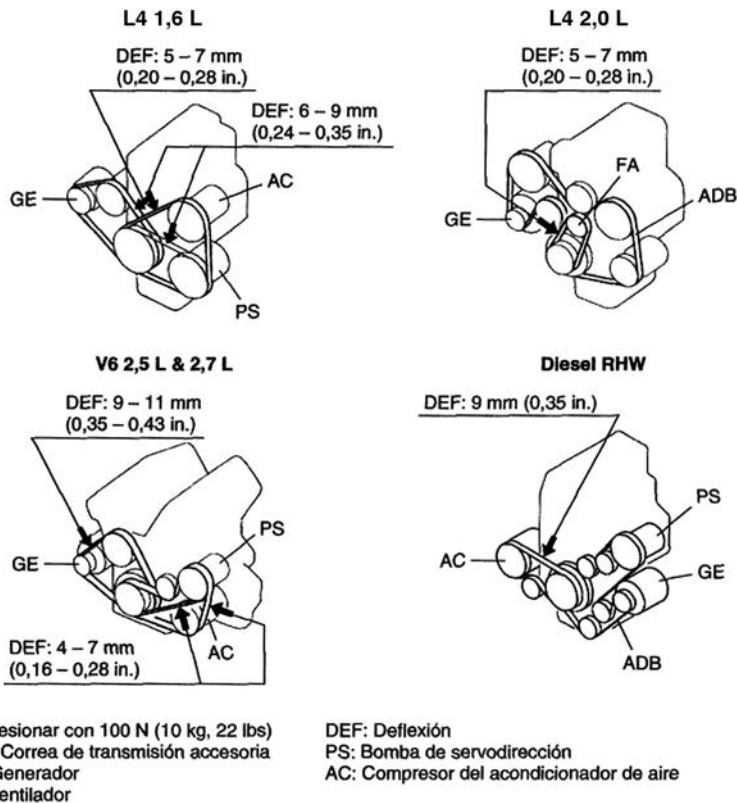 L4 1,6 L
DEF: 5 – 7 mm
(0,20 – 0,28 in.)
DEF: 6 – 9 mm
(0,24 – 0,35 in.)
GE
AC
PS
L4 2,0 L
DEF: 5 – 7 mm
(0,20 – 0,28 in.)
FA
ADB
GE
V6 2,5 L & 2,7 L
DEF: 9 – 11 mm
(0,35 – 0,43 in.)
PS
GE
AC
DEF: 4 – 7 mm
(0,16 – 0,28 in.)
Diesel RHW
DEF: 9 mm (0,35 in.)
PS
AC
GE
ADB
esionar con 100 N (10 kg, 22 lbs)
Correa de transmisión accesoria
enerador
entilador
DEF: Deflexión
PS: Bomba de servodirección
AC: Compresor del acondicionador de aire